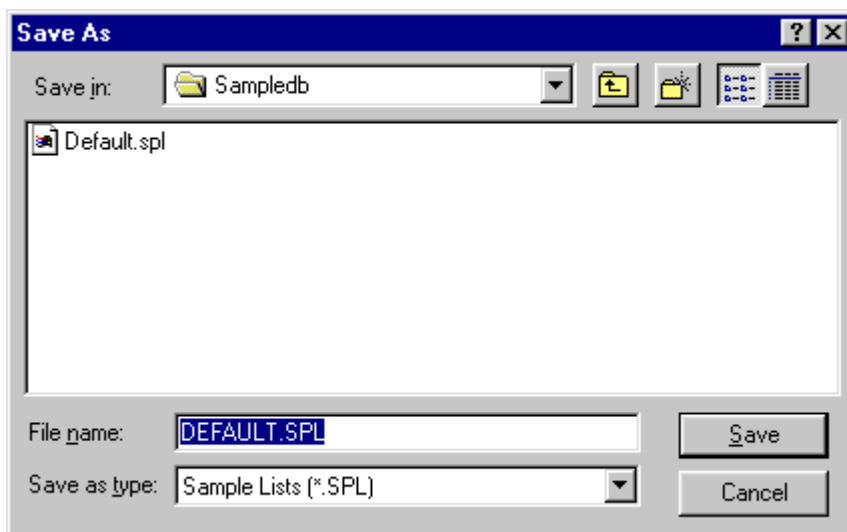 Save As
Save in: Sampledb
Default.spl
File name: DEFAULT.SPL Save
Save as type: Sample Lists (*.SPL) Cancel